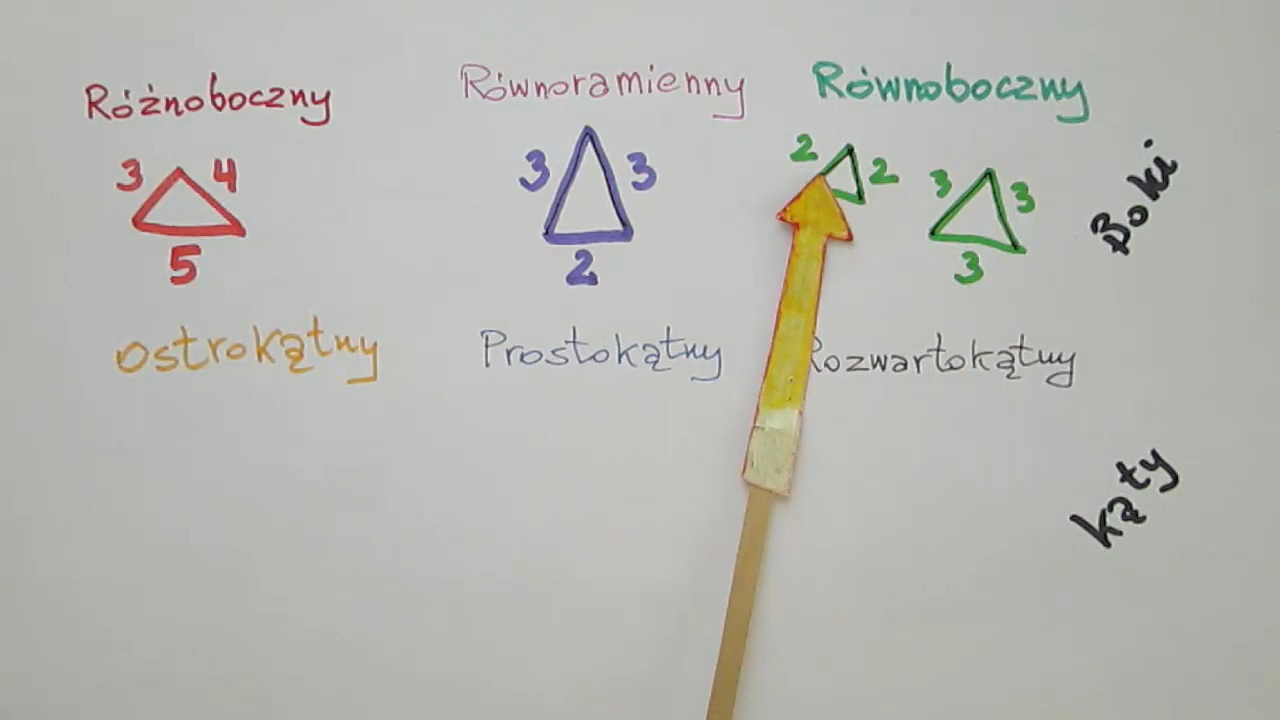 Różnoboczny Równoramienny Równoboczny
3 4 3 3 2 2 3 3
5 2 3
Boki
Ostrokątny Prostokątny Rozwartokątny
kąty